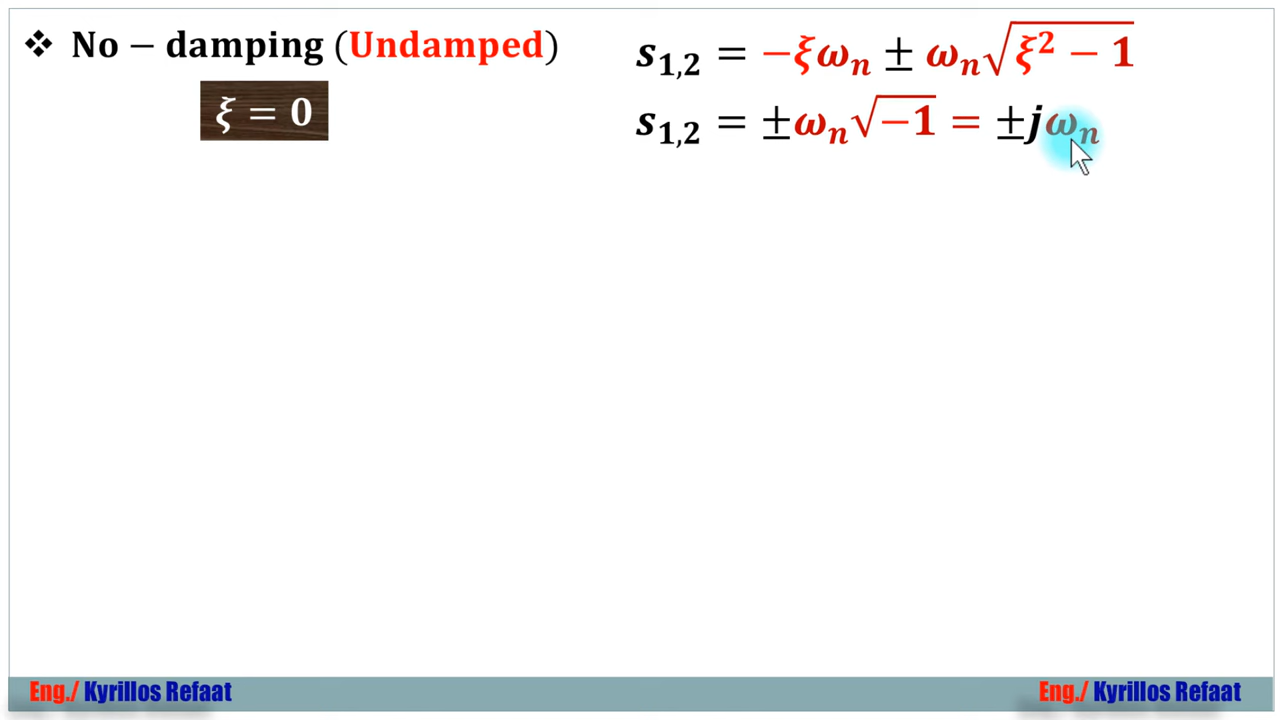 ❖ No − damping (Undamped)
ξ = 0
s₁,₂ = −ξωₙ ± ωₙ√(ξ² − 1)
s₁,₂ = ±ωₙ√−1 = ±jωₙ
Eng./ Kyrillos Refaat
Eng./ Kyrillos Refaat